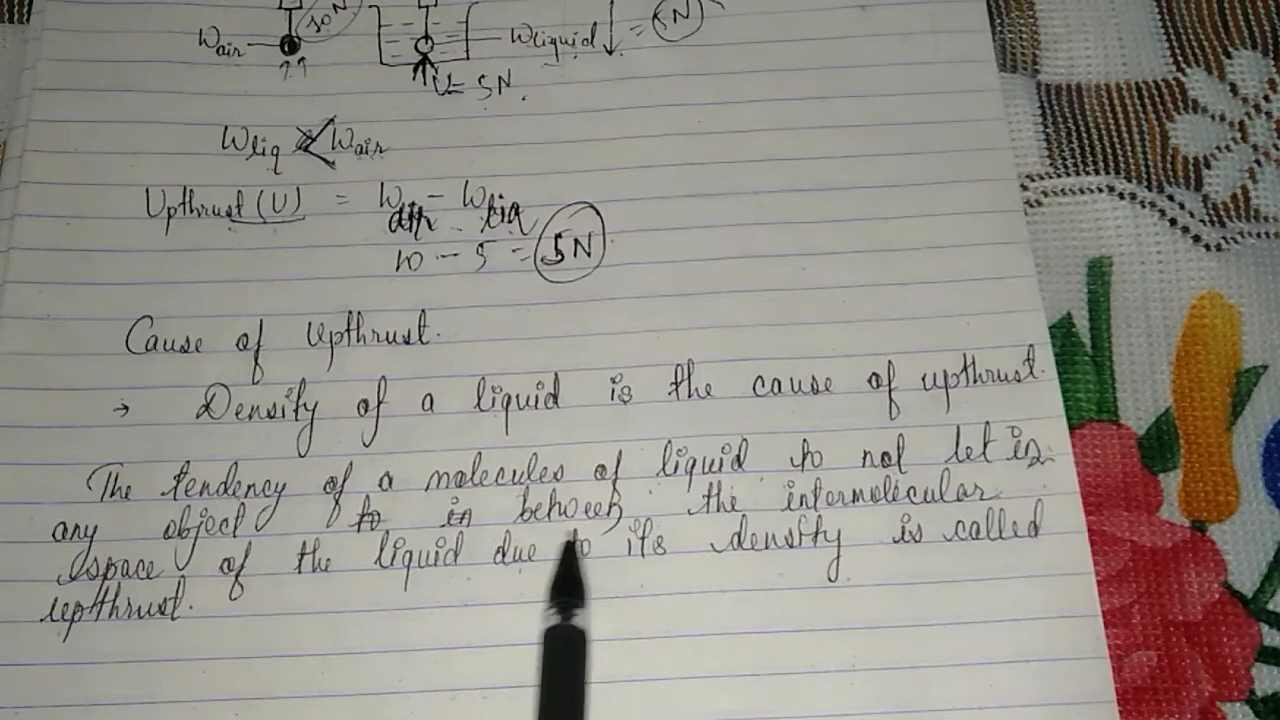 10N
Wair Wliquid ↓ = 5N
↑↑ U= 5N.
Wliq < Wair
Upthrust (U) = Wair - Wliq
10 - 5 = 5N
Cause of Upthrust.
→ Density of a liquid is the cause of upthrust.
The tendency of a molecules of liquid to not let in
any object to in between the intermolecular
space of the liquid due to its density is called
upthrust.